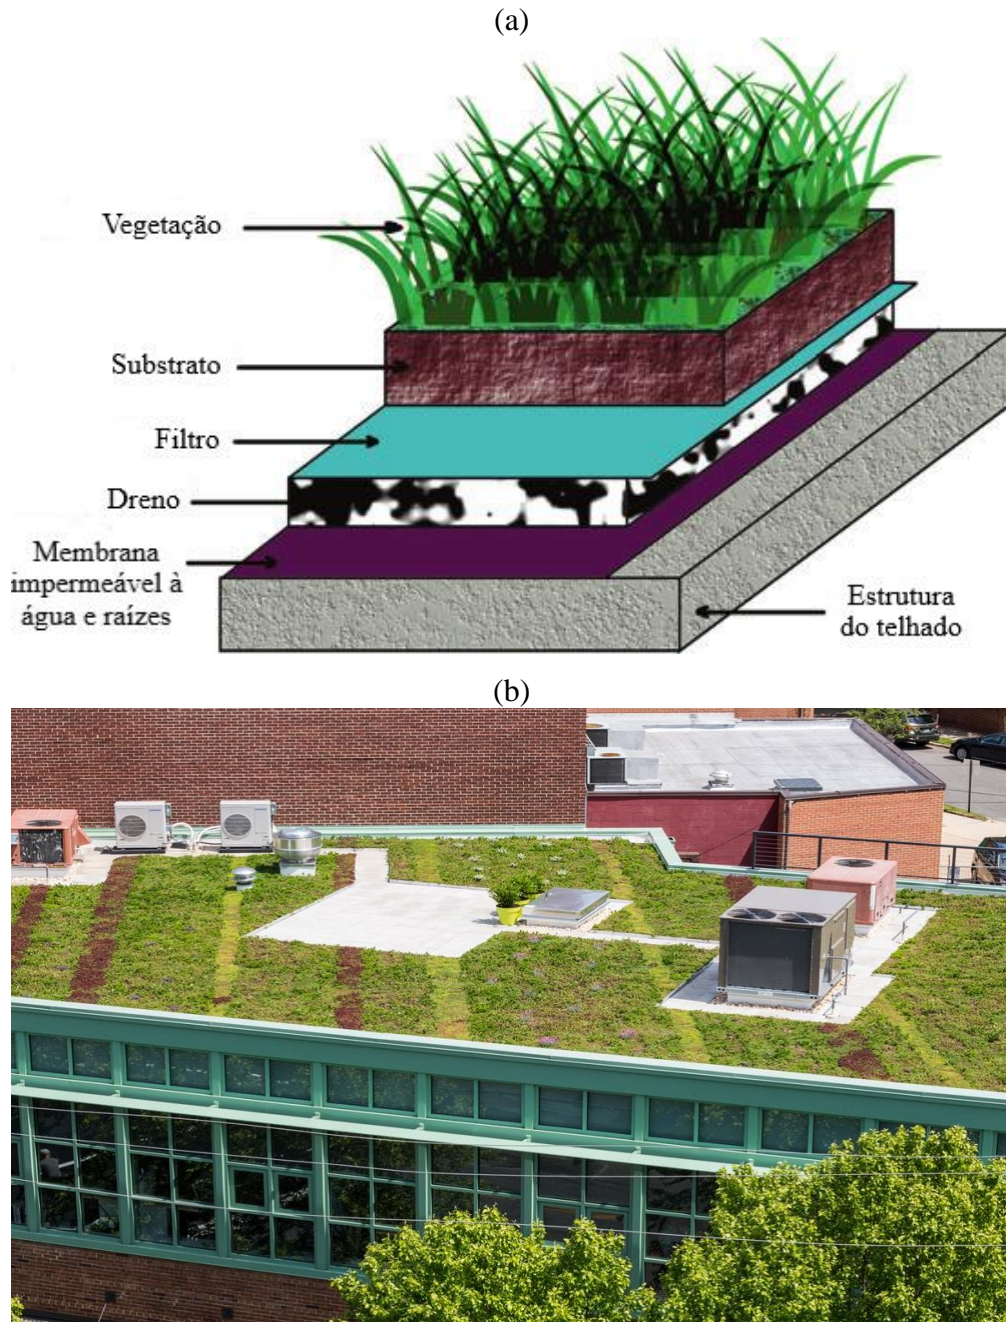 (a)
Vegetação
Substrato
Filtro
Dreno
Membrana
impermeável à
água e raízes
Estrutura
do telhado
(b)